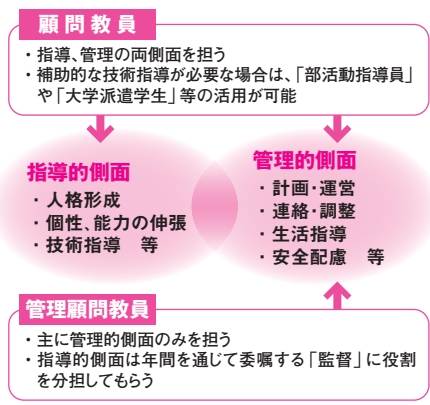 顧問教員
・指導、管理の両側面を担う
・補助的な技術指導が必要な場合は、「部活動指導員」
や「大学派遣学生」等の活用が可能
指導的側面
・人格形成
・個性、能力の伸張
・技術指導　等
管理的側面
・計画・運営
・連絡・調整
・生活指導
・安全配慮　等
管理顧問教員
・主に管理的側面のみを担う
・指導的側面は年間を通じて委嘱する「監督」に役割
を分担してもらう